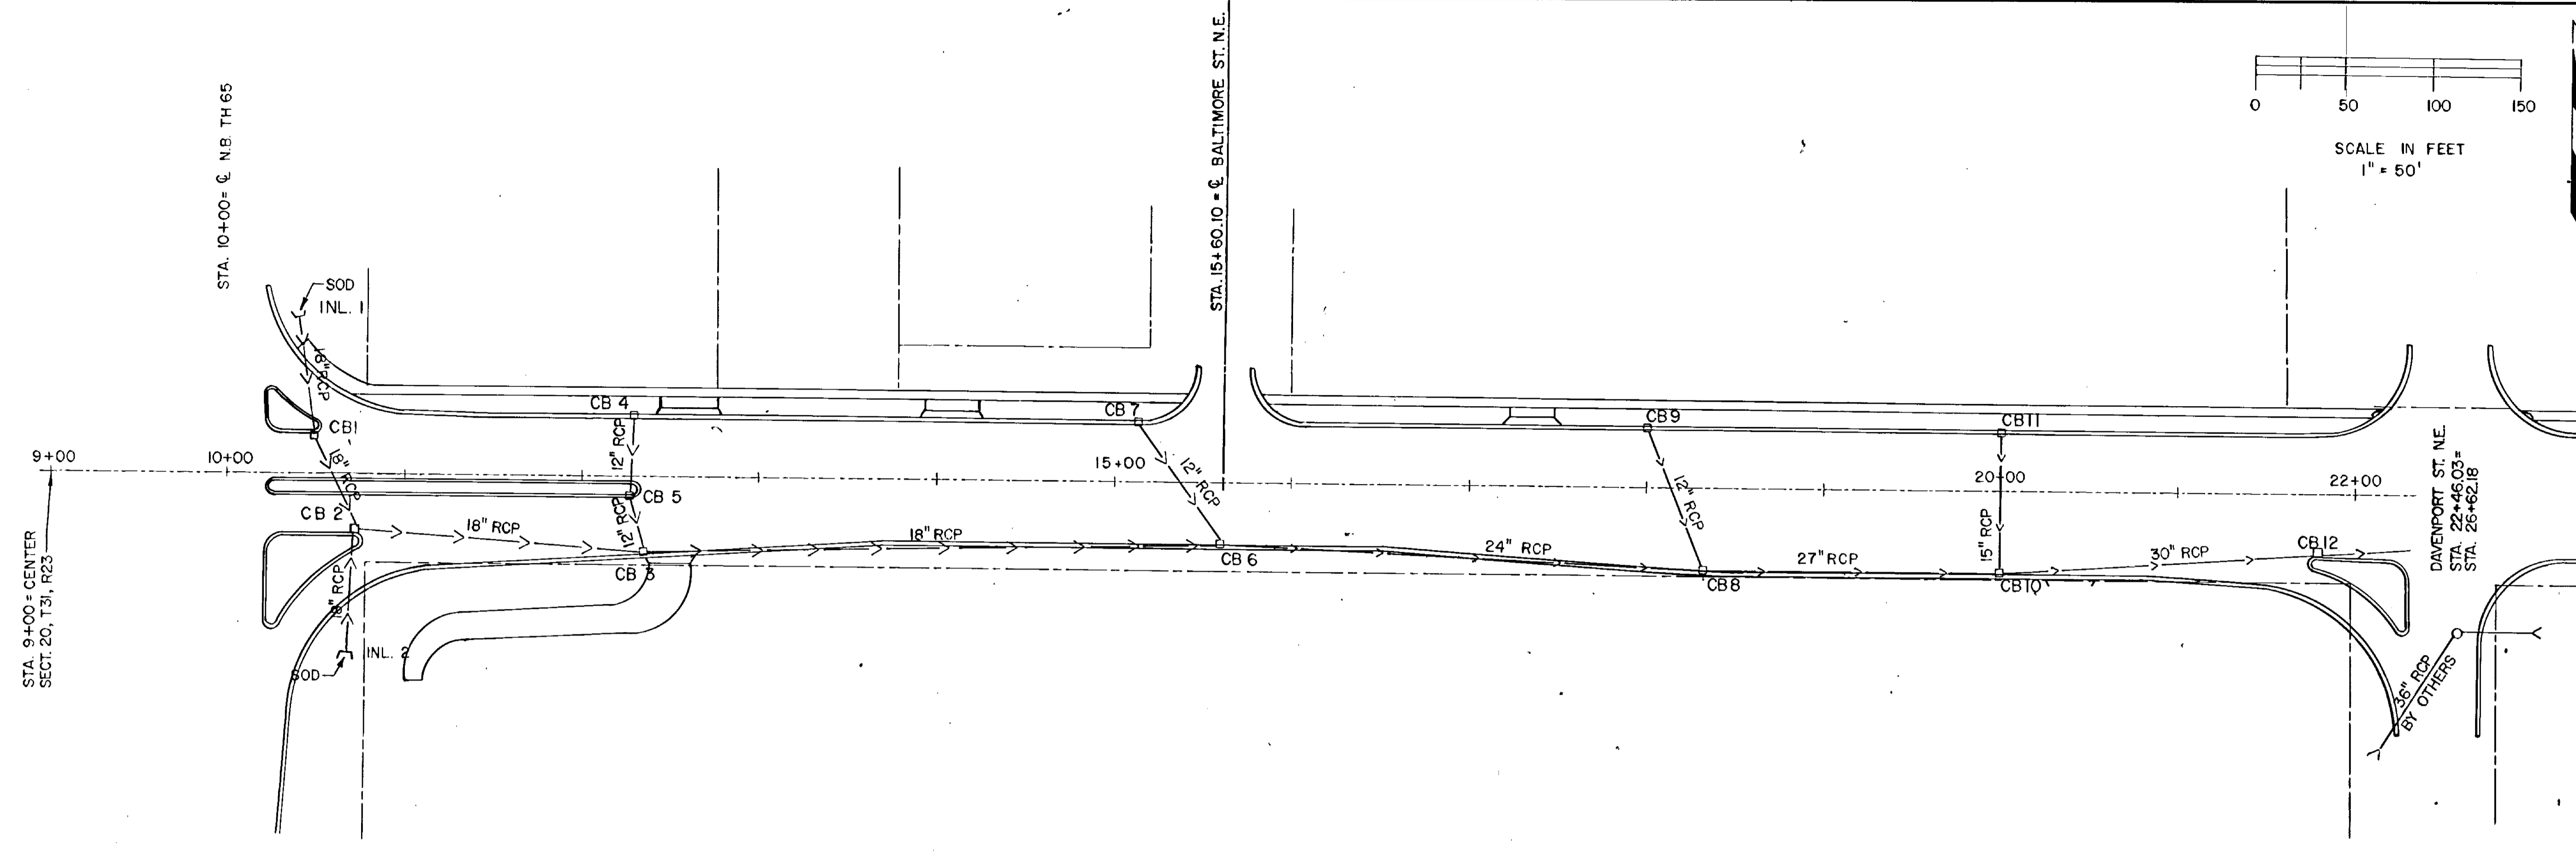 STA. 10+00= ℄ N.B. TH 65
STA. 15+60.10 = ℄ BALTIMORE ST. N.E.
0 50 100 150
SCALE IN FEET
1" = 50'
SOD
INL. 1
18" RCP
CB1
18" RCP
CB 4
12" RCP
CB 7
12" RCP
CB9
12" RCP
CB11
15" RCP
9+00
10+00
15+00
20+00
22+00
CB 5
12" RCP
CB 2
18" RCP
CB 3
18" RCP
CB 6
24" RCP
CB8
27" RCP
CB10
30" RCP
CB12
18" RCP
INL. 2
SOD
STA. 9+00 = CENTER
SECT. 20, T31, R23
DAVENPORT ST. N.E.
STA. 22+46.03=
STA. 26+62.18
36" RCP
BY OTHERS